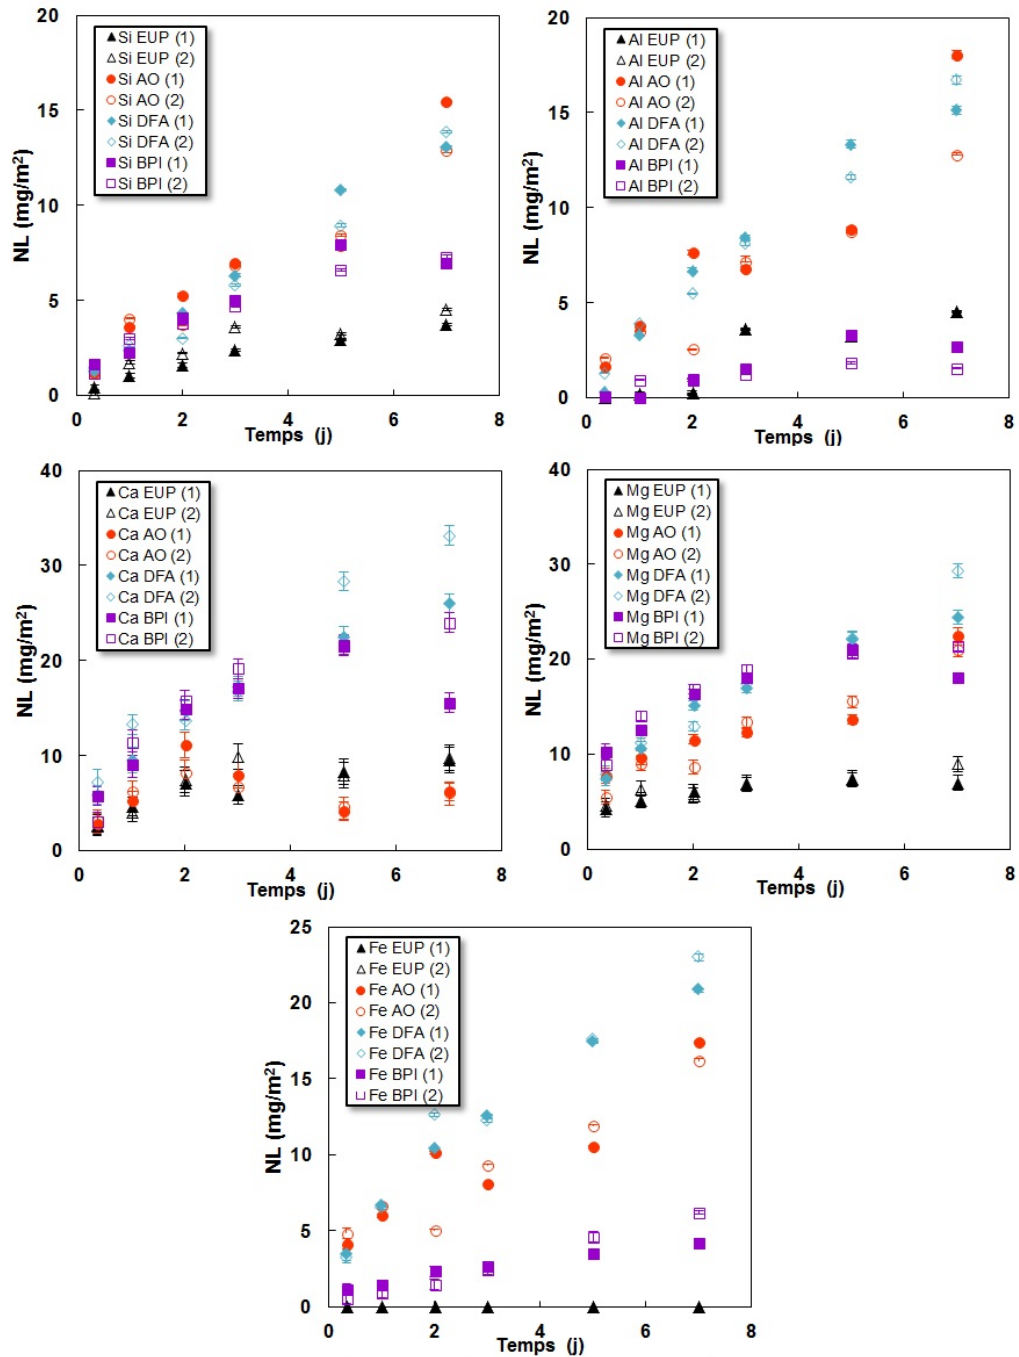 20
15
10
5
0
NL (mg/m²)
Si EUP (1)
Si EUP (2)
Si AO (1)
Si AO (2)
Si DFA (1)
Si DFA (2)
Si BPI (1)
Si BPI (2)
0 2 4 6 8
Temps (j)
20
15
10
5
0
NL (mg/m²)
Al EUP (1)
Al EUP (2)
Al AO (1)
Al AO (2)
Al DFA (1)
Al DFA (2)
Al BPI (1)
Al BPI (2)
0 2 4 6 8
Temps (j)
40
30
20
10
0
NL (mg/m²)
Ca EUP (1)
Ca EUP (2)
Ca AO (1)
Ca AO (2)
Ca DFA (1)
Ca DFA (2)
Ca BPI (1)
Ca BPI (2)
0 2 4 6 8
Temps (j)
40
30
20
10
0
NL (mg/m²)
Mg EUP (1)
Mg EUP (2)
Mg AO (1)
Mg AO (2)
Mg DFA (1)
Mg DFA (2)
Mg BPI (1)
Mg BPI (2)
0 2 4 6 8
Temps (j)
25
20
15
10
5
0
NL (mg/m²)
Fe EUP (1)
Fe EUP (2)
Fe AO (1)
Fe AO (2)
Fe DFA (1)
Fe DFA (2)
Fe BPI (1)
Fe BPI (2)
0 2 4 6 8
Temps (j)